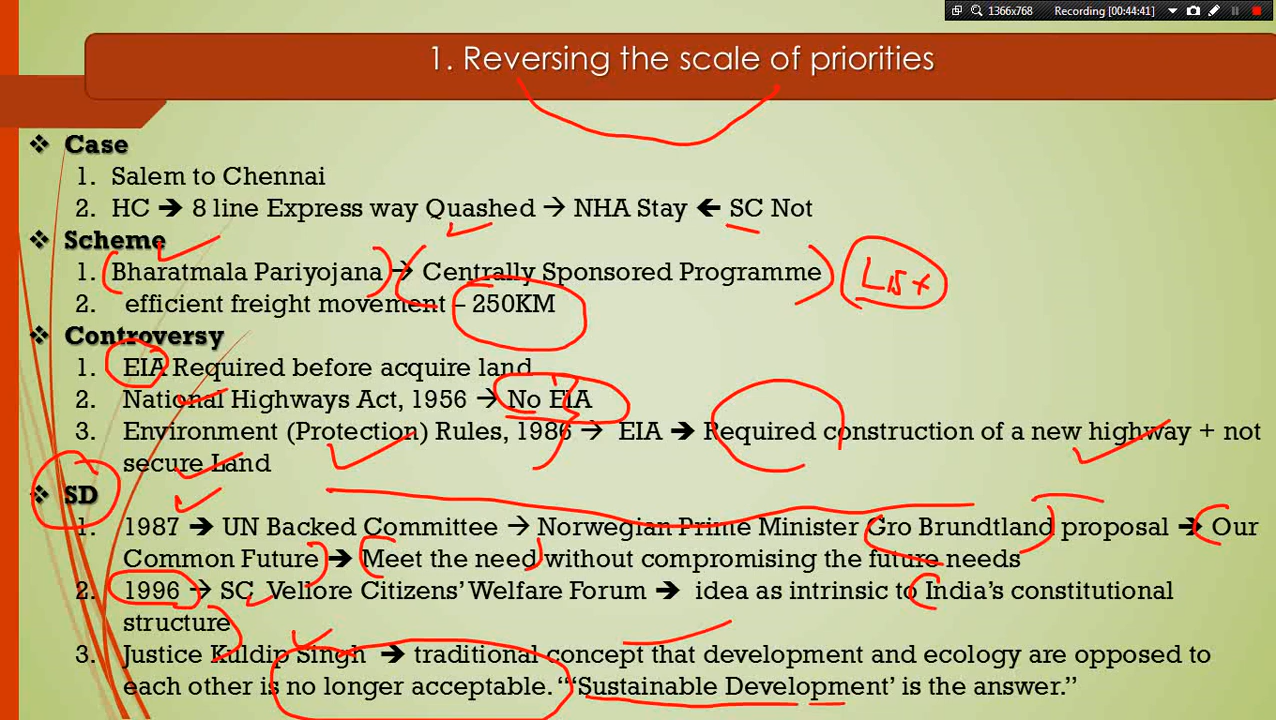 1366x768 Recording [00:44:41]
1. Reversing the scale of priorities
❖ Case
1. Salem to Chennai
2. HC → 8 line Express way Quashed → NHA Stay ← SC Not
❖ Scheme
1. Bharatmala Pariyojana → Centrally Sponsored Programme List
2. efficient freight movement – 250KM
❖ Controversy
1. EIA Required before acquire land
2. National Highways Act, 1956 → No EIA
3. Environment (Protection) Rules, 1986 → EIA → Required construction of a new highway + not
secure Land
❖ SD
1. 1987 → UN Backed Committee → Norwegian Prime Minister Gro Brundtland proposal → Our
Common Future → Meet the need without compromising the future needs
2. 1996 → SC Vellore Citizens’ Welfare Forum → idea as intrinsic to India’s constitutional
structure
3. Justice Kuldip Singh → traditional concept that development and ecology are opposed to
each other is no longer acceptable. “‘Sustainable Development’ is the answer.”